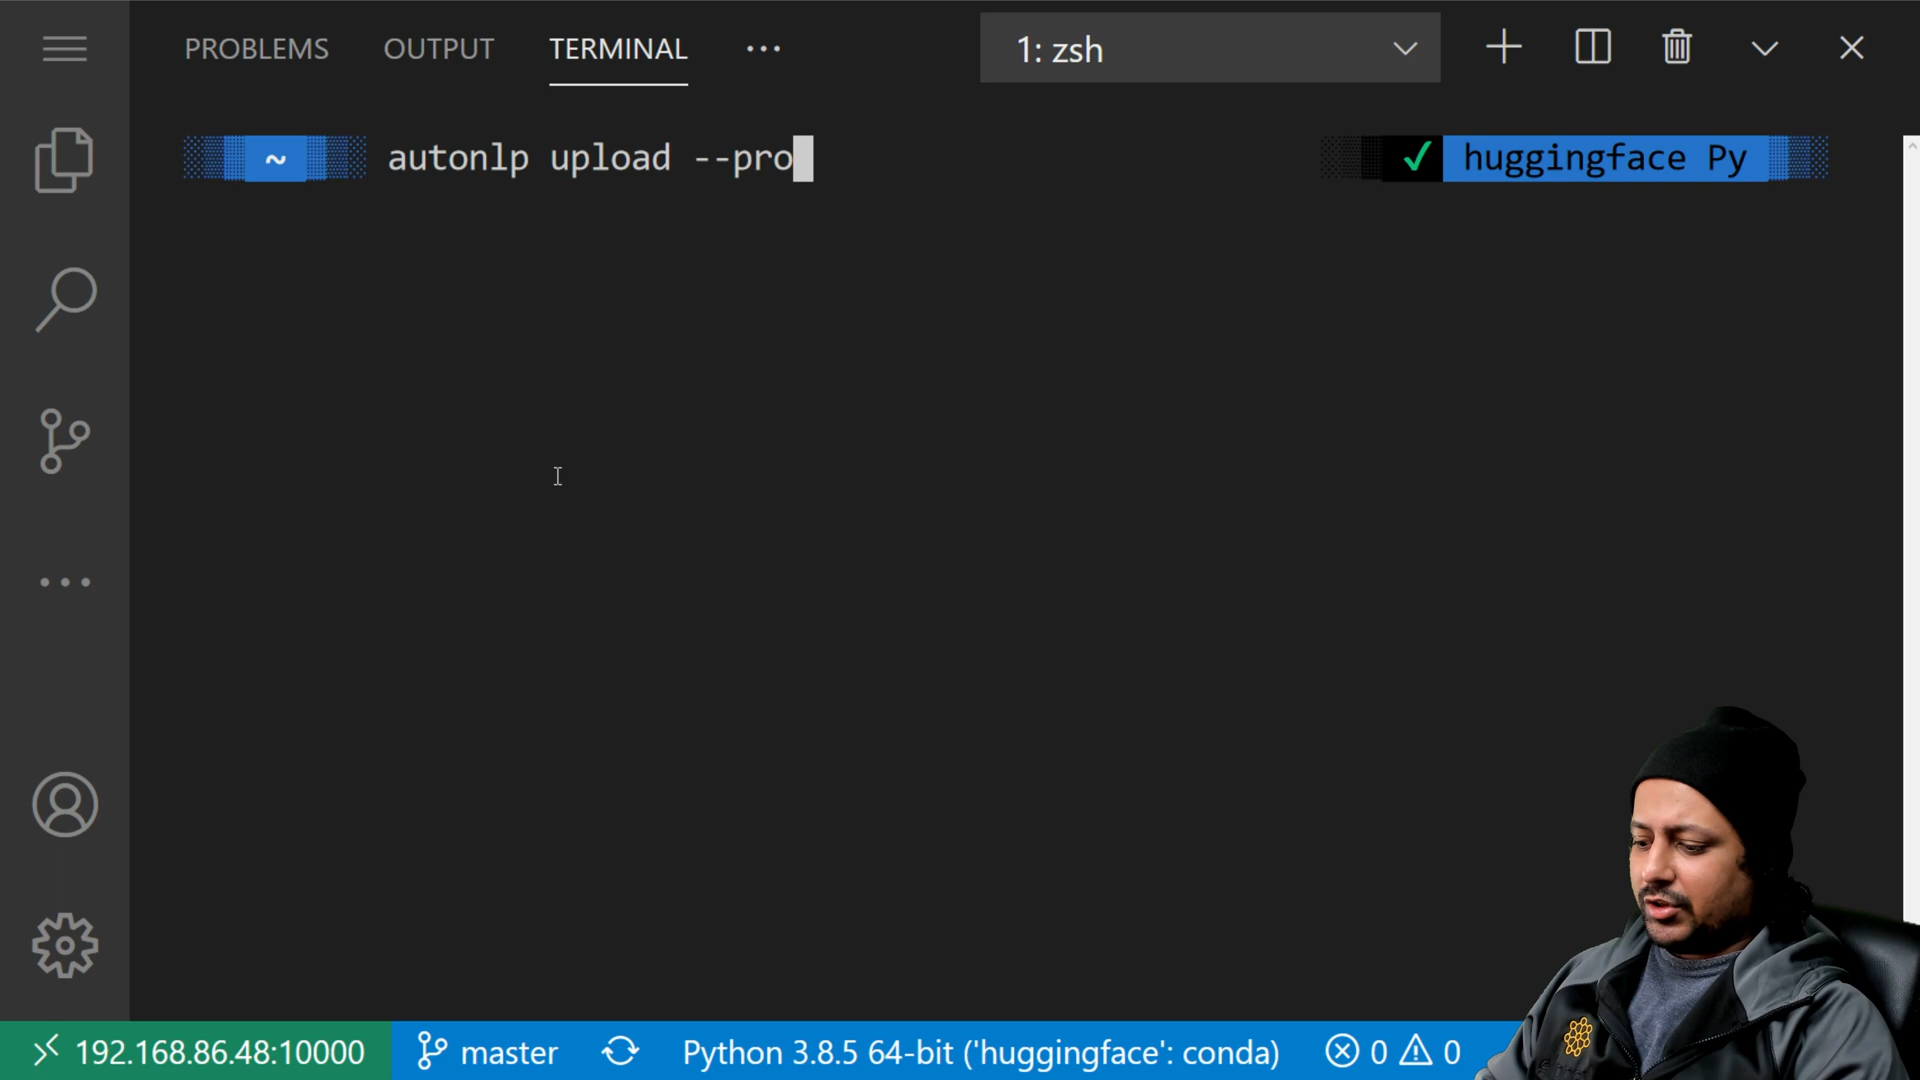 PROBLEMS OUTPUT TERMINAL ··· 1: zsh
~ autonlp upload --pro ✓ huggingface Py
192.168.86.48:10000 master Python 3.8.5 64-bit ('huggingface': conda) 0 0